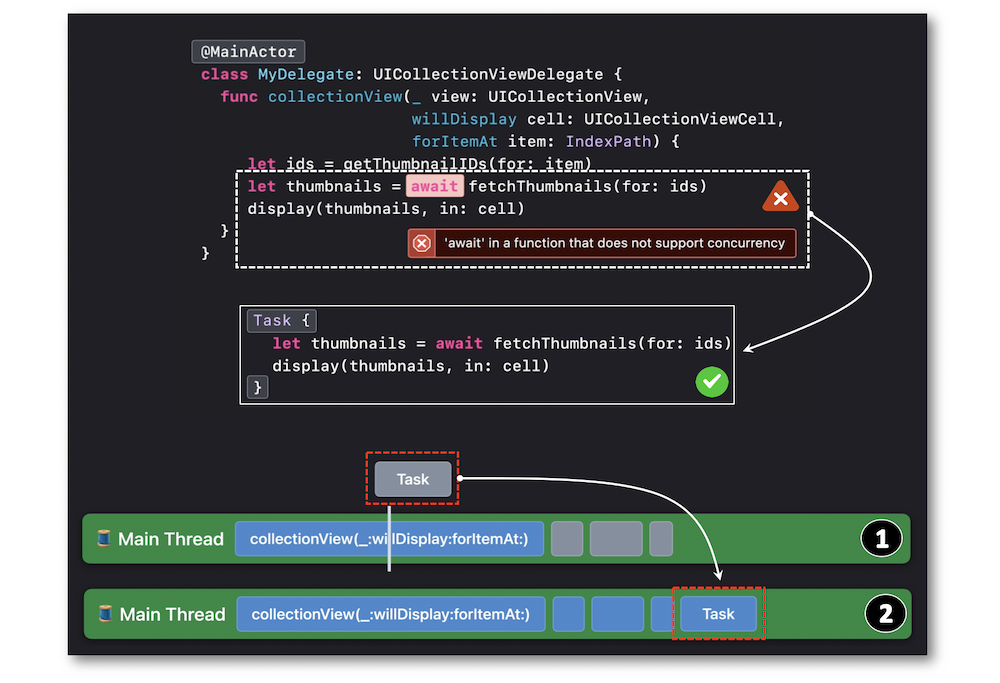 @MainActor
class MyDelegate: UICollectionViewDelegate {
func collectionView(_ view: UICollectionView,
willDisplay cell: UICollectionViewCell,
forItemAt item: IndexPath) {
let ids = getThumbnailIDs(for: item)
let thumbnails = await fetchThumbnails(for: ids)
display(thumbnails, in: cell)
}
'await' in a function that does not support concurrency
}
Task {
let thumbnails = await fetchThumbnails(for: ids)
display(thumbnails, in: cell)
}
Task
Main Thread collectionView(_:willDisplay:forItemAt:) 1
Main Thread collectionView(_:willDisplay:forItemAt:) Task 2